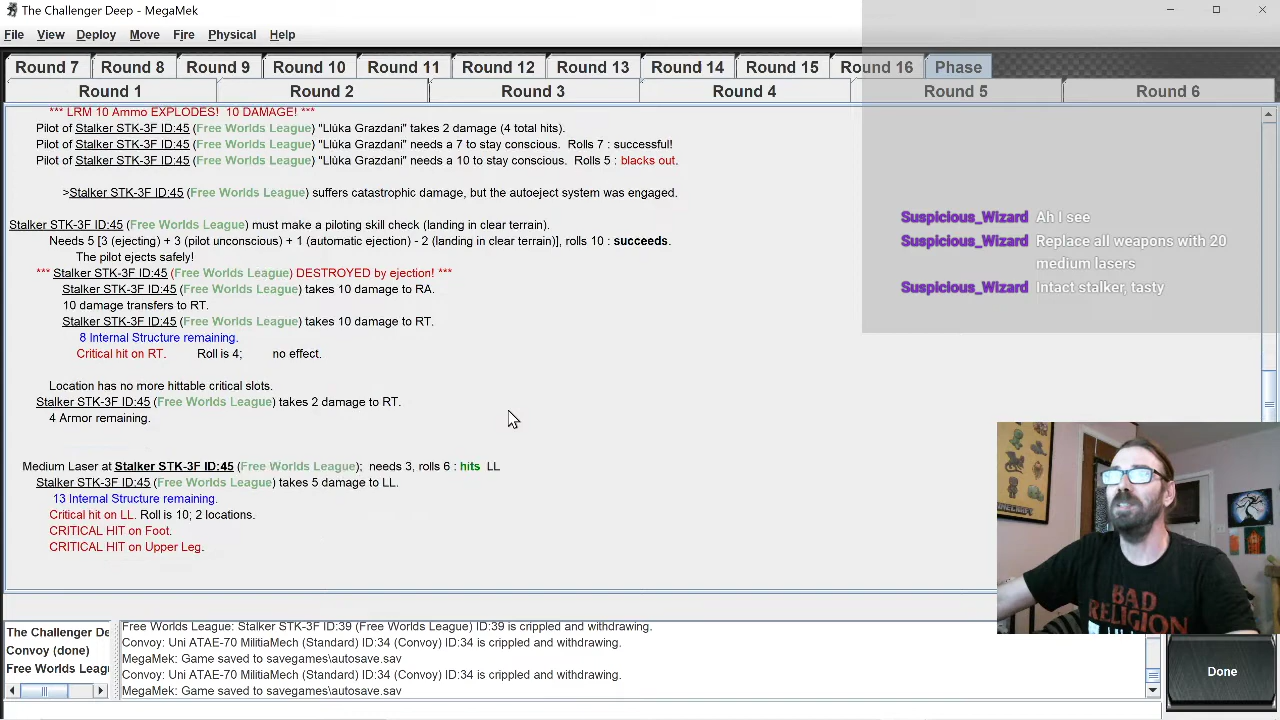 The Challenger Deep - MegaMek
File View Deploy Move Fire Physical Help
Round 7 Round 8 Round 9 Round 10 Round 11 Round 12 Round 13 Round 14 Round 15 Round 16 Phase
Round 1 Round 2 Round 3 Round 4 Round 5 Round 6
*** LRM 10 Ammo EXPLODES! 10 DAMAGE! ***
Pilot of Stalker STK-3F ID:45 (Free Worlds League) "Llúka Grazdani" takes 2 damage (4 total hits).
Pilot of Stalker STK-3F ID:45 (Free Worlds League) "Llúka Grazdani" needs a 7 to stay conscious. Rolls 7 : successful!
Pilot of Stalker STK-3F ID:45 (Free Worlds League) "Llúka Grazdani" needs a 10 to stay conscious. Rolls 5 : blacks out.
>Stalker STK-3F ID:45 (Free Worlds League) suffers catastrophic damage, but the autoeject system was engaged.
Stalker STK-3F ID:45 (Free Worlds League) must make a piloting skill check (landing in clear terrain).
Needs 5 [3 (ejecting) + 3 (pilot unconscious) + 1 (automatic ejection) - 2 (landing in clear terrain)], rolls 10 : succeeds.
The pilot ejects safely!
*** Stalker STK-3F ID:45 (Free Worlds League) DESTROYED by ejection! ***
Stalker STK-3F ID:45 (Free Worlds League) takes 10 damage to RA.
10 damage transfers to RT.
Stalker STK-3F ID:45 (Free Worlds League) takes 10 damage to RT.
8 Internal Structure remaining.
Critical hit on RT. Roll is 4; no effect.
Location has no more hittable critical slots.
Stalker STK-3F ID:45 (Free Worlds League) takes 2 damage to RT.
4 Armor remaining.
Medium Laser at Stalker STK-3F ID:45 (Free Worlds League); needs 3, rolls 6 : hits LL
Stalker STK-3F ID:45 (Free Worlds League) takes 5 damage to LL.
13 Internal Structure remaining.
Critical hit on LL. Roll is 10; 2 locations.
CRITICAL HIT on Foot.
CRITICAL HIT on Upper Leg.
Suspicious_Wizard Ah I see
Suspicious_Wizard Replace all weapons with 20
medium lasers
Suspicious_Wizard Intact stalker, tasty
BAD
RELIGION
The Challenger De
Convoy (done)
Free Worlds Leag
Free Worlds League: Stalker STK-3F ID:39 (Free Worlds League) ID:39 is crippled and withdrawing.
Convoy: Uni ATAE-70 MilitiaMech (Standard) ID:34 (Convoy) ID:34 is crippled and withdrawing.
MegaMek: Game saved to savegames\autosave.sav
Convoy: Uni ATAE-70 MilitiaMech (Standard) ID:34 (Convoy) ID:34 is crippled and withdrawing.
MegaMek: Game saved to savegames\autosave.sav
Done